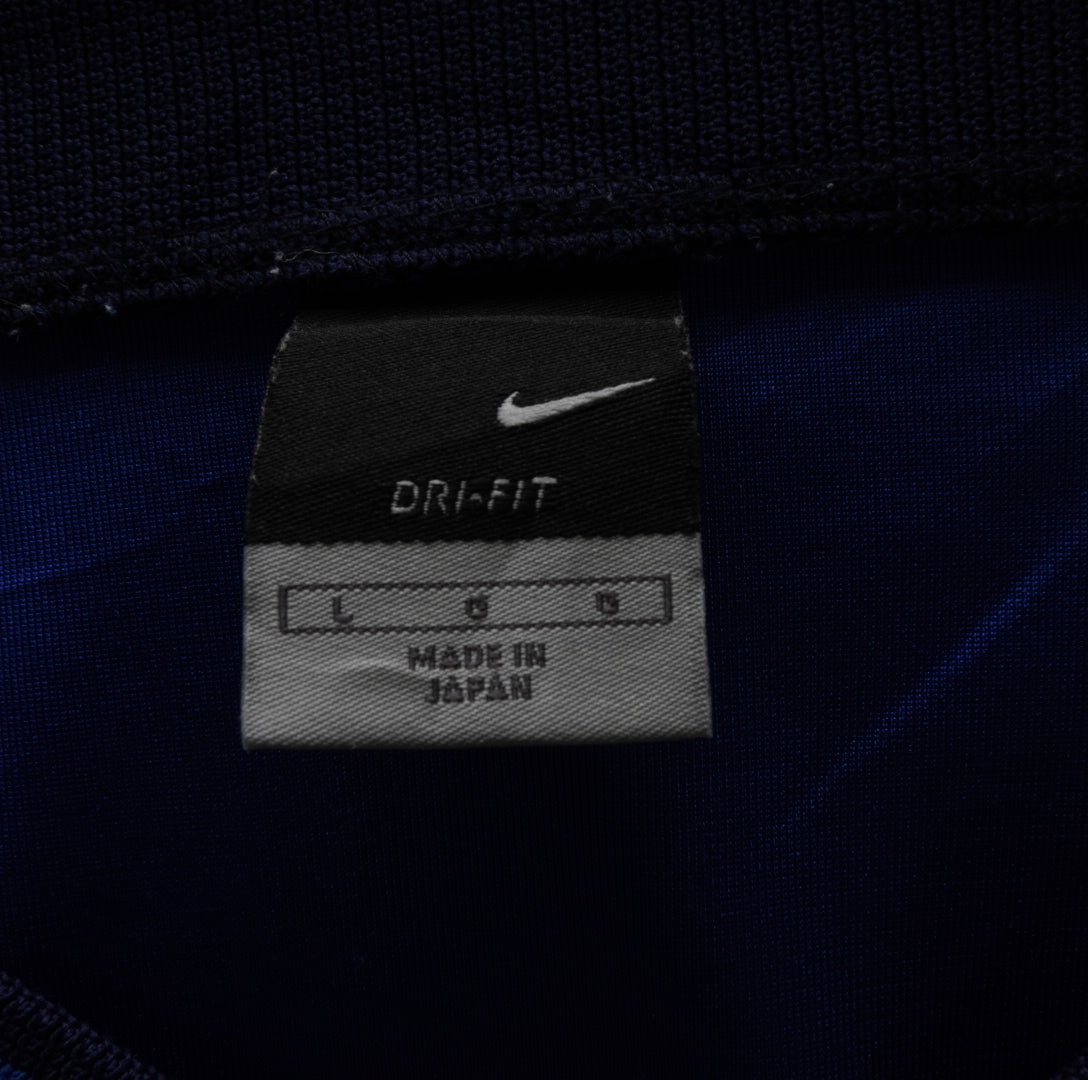 DRI-FIT
L G G
MADE IN
JAPAN